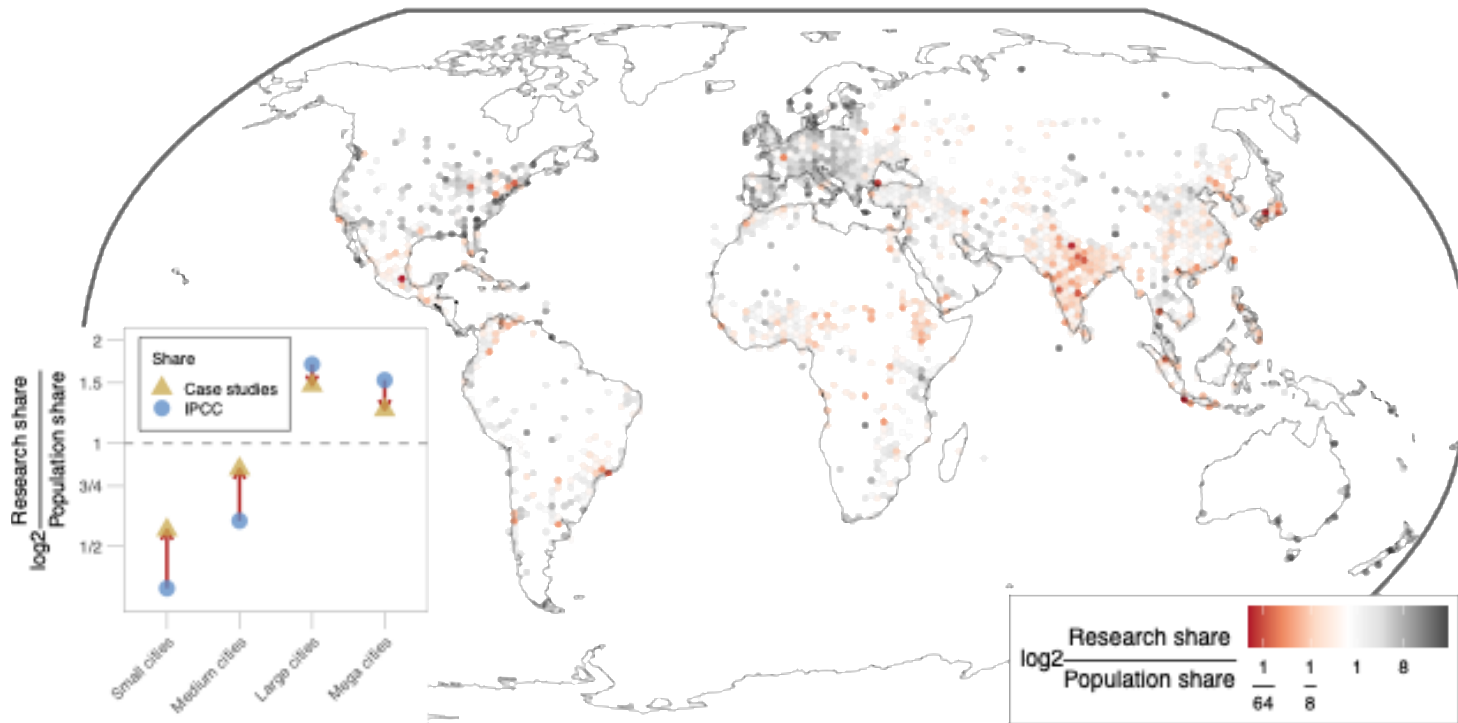 2
1.5
1
3/4
1/2
log2
Research share
Population share
Share
Case studies
IPCC
Small cities
Medium cities
Large cities
Mega cities
log2
Research share
Population share
1
64
1
8
1
8